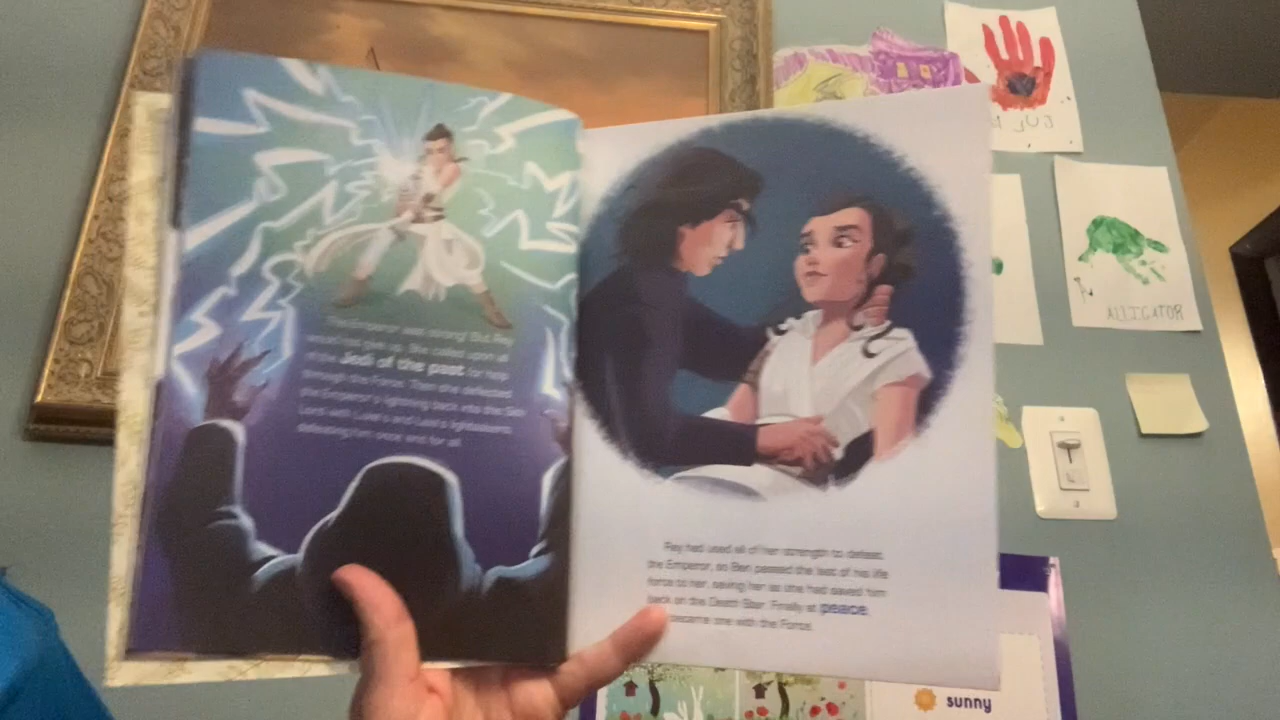 The Emperor was strong! But Rey
would not give up. She called upon all
of the Jedi of the past for help
through the Force. Then she deflected
the Emperor's lightning back into the Sith
Lord with Luke's and Leia's lightsabers,
defeating him once and for all.
Rey had used all of her strength to defeat
the Emperor, so Ben passed the last of his life
force to her, saving her as she had saved him
back on the Death Star. Finally at peace,
became one with the Force.
ALLIGATOR
sunny